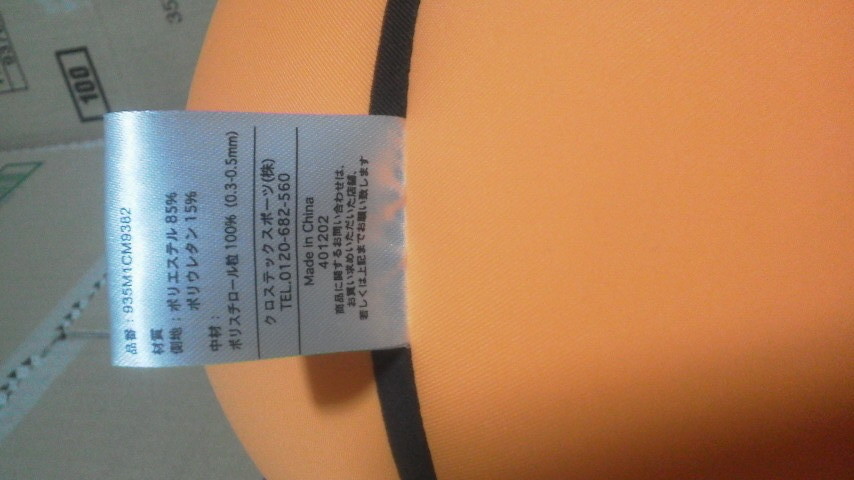 品番：935M1CM9382
材質
側地：ポリエステル 85%
ポリウレタン 15%
中材：
ポリスチロール粒 100%（0.3-0.5mm）
クロステックスポーツ(株)
TEL.0120-682-560
Made in China
401202
商品に関するお問い合わせは、
お買い求めいただいた店舗、
若しくは上記までお願い致します
100